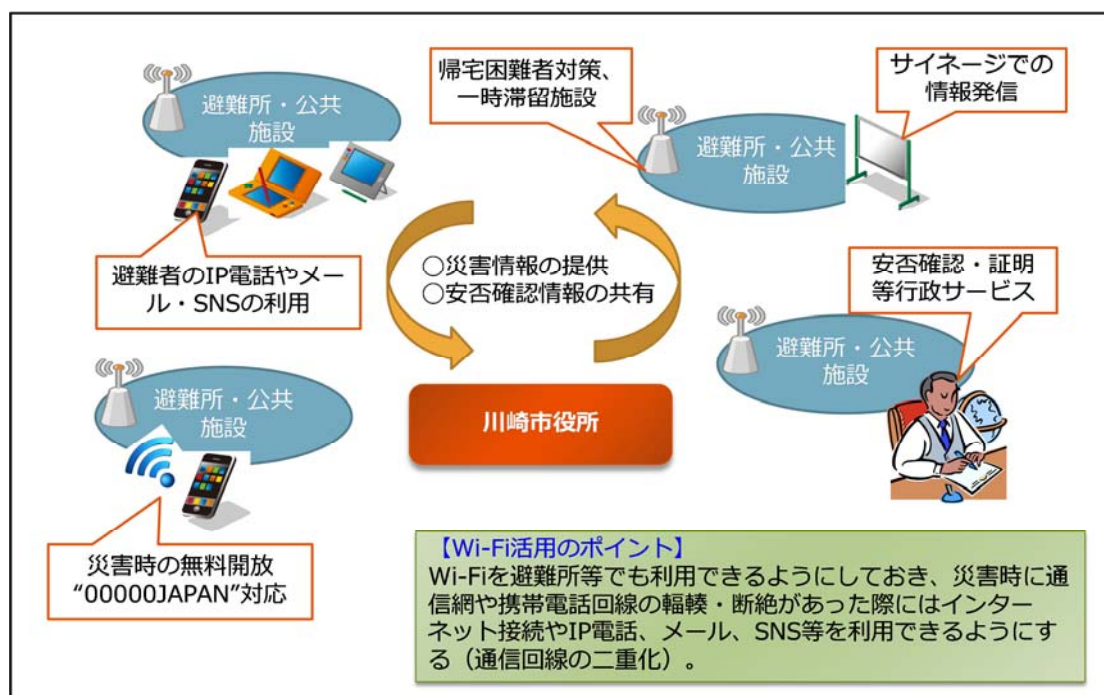 避難所・公共
施設
避難者のIP電話やメー
ル・SNSの利用
帰宅困難者対策、
一時滞留施設
避難所・公共
施設
サイネージでの
情報発信
○災害情報の提供
○安否確認情報の共有
安否確認・証明
等行政サービス
避難所・公共
施設
避難所・公共
施設
川崎市役所
災害時の無料開放
“00000JAPAN”対応
【Wi-Fi活用のポイント】
Wi-Fiを避難所等でも利用できるようにしておき、災害時に通
信網や携帯電話回線の輻輳・断絶があった際にはインター
ネット接続やIP電話、メール、SNS等を利用できるようにす
る（通信回線の二重化）。